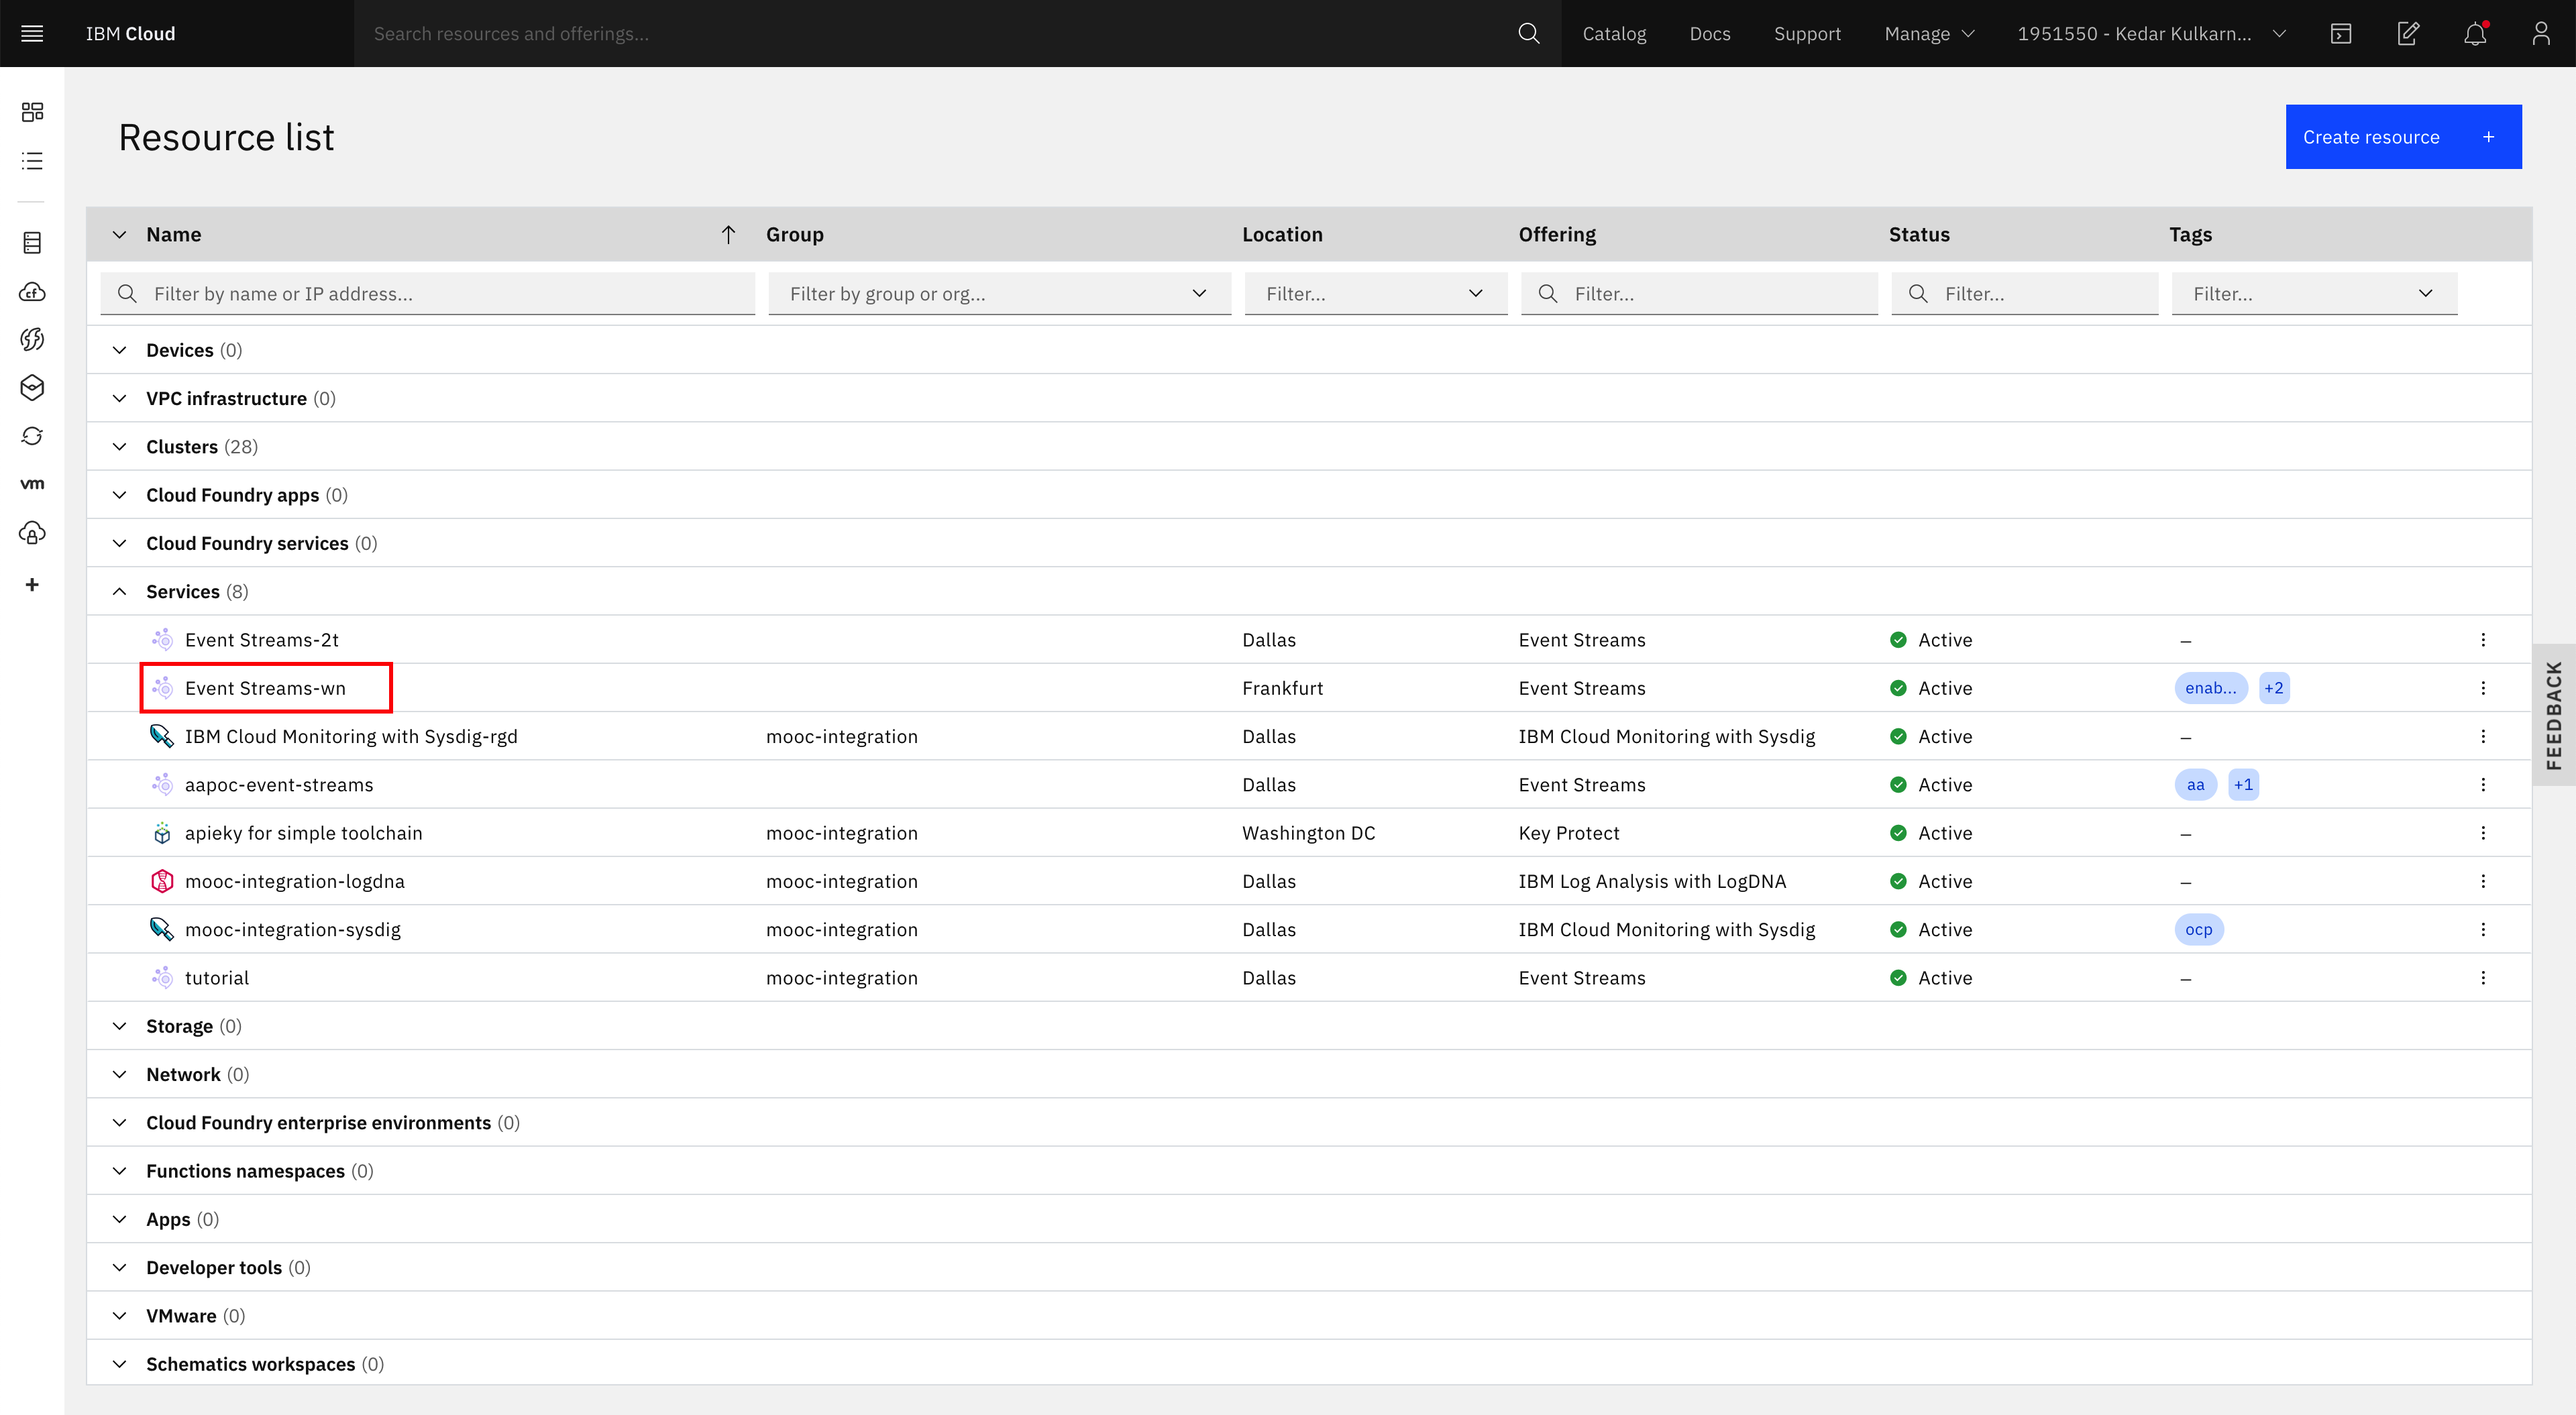 IBM Cloud Search resources and offerings... Catalog Docs Support Manage 1951550 - Kedar Kulkarn...
Resource list Create resource +
Name Group Location Offering Status Tags
Filter by name or IP address... Filter by group or org... Filter... Filter... Filter... Filter...
Devices (0)
VPC infrastructure (0)
Clusters (28)
vm Cloud Foundry apps (0)
Cloud Foundry services (0)
Services (8)
Event Streams-2t Dallas Event Streams Active –
Event Streams-wn Frankfurt Event Streams Active enab... +2
IBM Cloud Monitoring with Sysdig-rgd mooc-integration Dallas IBM Cloud Monitoring with Sysdig Active –
aapoc-event-streams Dallas Event Streams Active aa +1
apieky for simple toolchain mooc-integration Washington DC Key Protect Active –
mooc-integration-logdna mooc-integration Dallas IBM Log Analysis with LogDNA Active –
mooc-integration-sysdig mooc-integration Dallas IBM Cloud Monitoring with Sysdig Active ocp
tutorial mooc-integration Dallas Event Streams Active –
Storage (0)
Network (0)
Cloud Foundry enterprise environments (0)
Functions namespaces (0)
Apps (0)
Developer tools (0)
VMware (0)
Schematics workspaces (0)
FEEDBACK